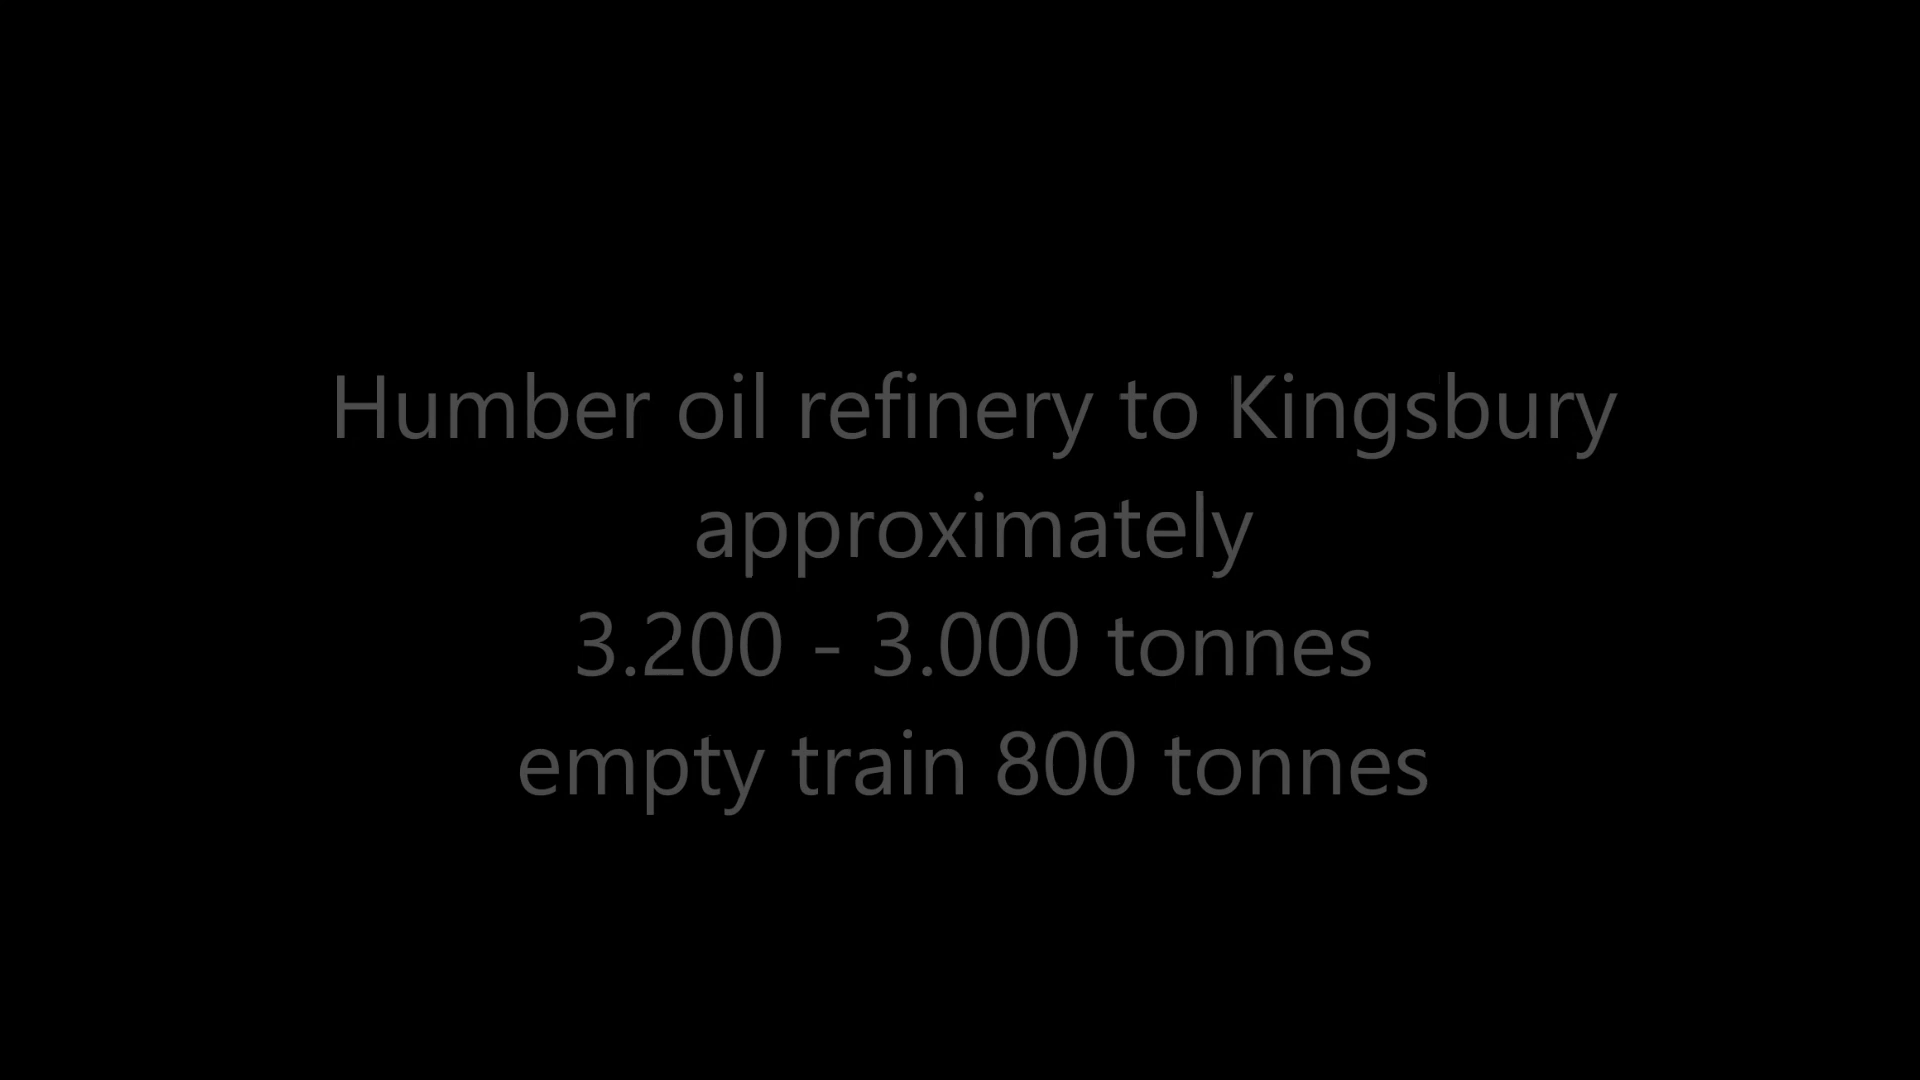 Humber oil refinery to Kingsbury
approximately
3.200 - 3.000 tonnes
empty train 800 tonnes